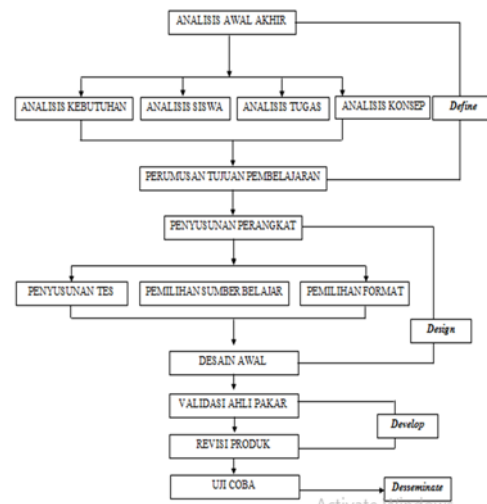 ANALISIS AWAL AKHIR
ANALISIS KEBUTUHAN
ANALISIS SISWA
ANALISIS TUGAS
ANALISIS KONSEP
Define
PERUMUSAN TUJUAN PEMBELAJARAN
PENYUSUNAN PERANGKAT
PENYUSUNAN TES
PEMILIHAN SUMBER BELAJAR
PEMILIHAN FORMAT
Design
DESAIN AWAL
VALIDASI AHLI PAKAR
Develop
REVISI PRODUK
UJI COBA
Desseminate